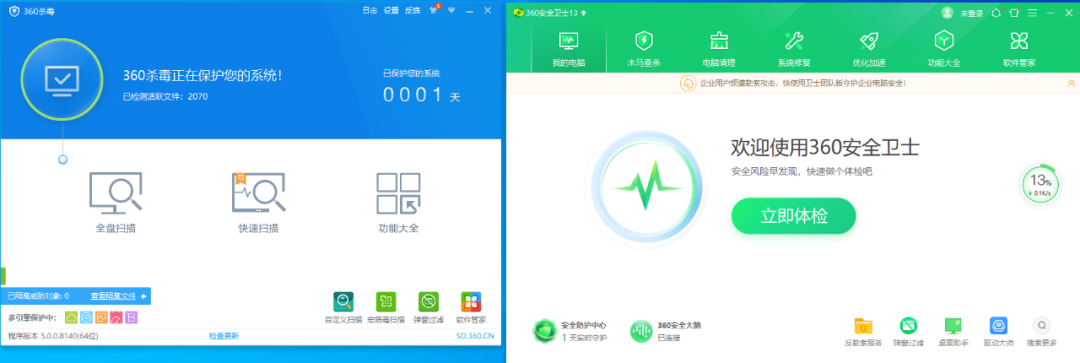 360杀毒
日志 设置 反馈
360杀毒正在保护您的系统!
已检测活跃文件: 2070
已保护您的系统
0001 天
全盘扫描
快速扫描
功能大全
已隔离威胁对象: 0 查看隔离文件
多引擎保护中:
自定义扫描 宏病毒扫描 弹窗过滤 软件管家
程序版本 5.0.0.8140(64位) 检查更新 SD.360.CN
360安全卫士13
未登录
我的电脑 木马查杀 电脑清理 系统修复 优化加速 功能大全 软件管家
企业用户频遭勒索攻击,快使用卫士团队版守护企业电脑安全!
欢迎使用360安全卫士
安全风险早发现,快速做个体检吧
立即体检
13%
0.1K/s
安全防护中心
1 天实时守护
360安全大脑
已连接
反勒索服务 弹窗过滤 桌面助手 驱动大师 搜索更多